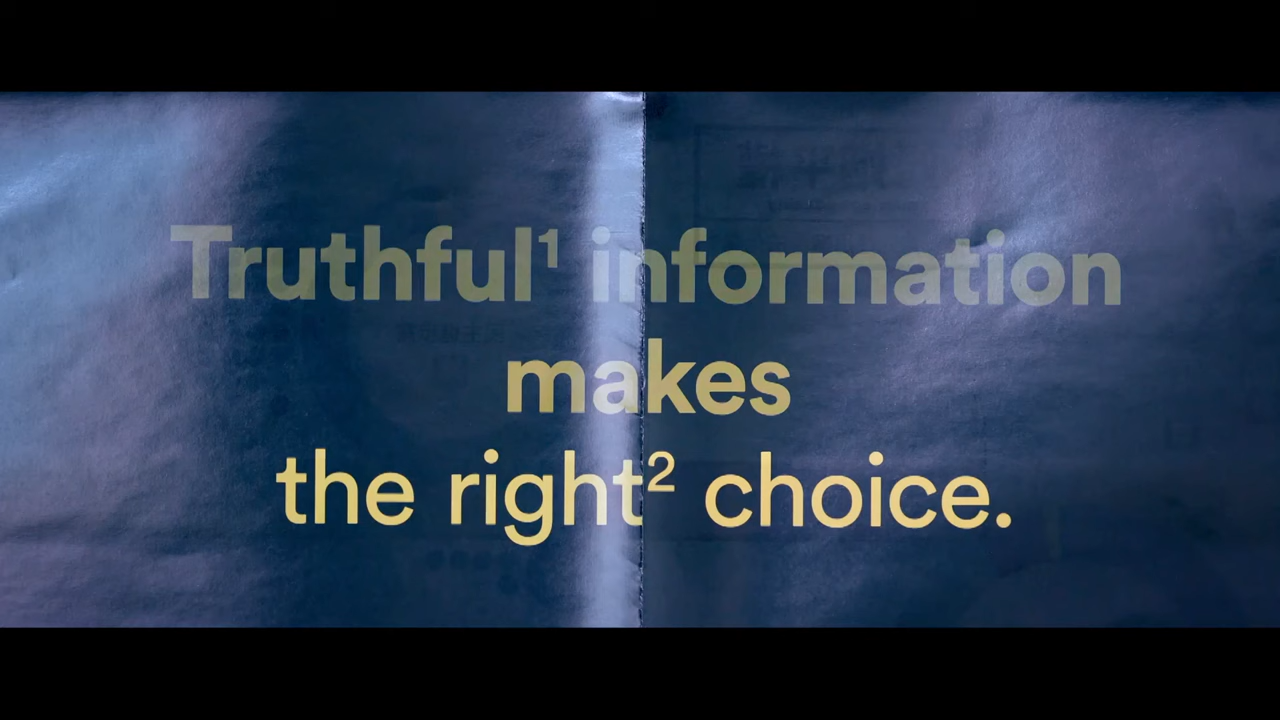 Truthful¹ information
makes
the right² choice.